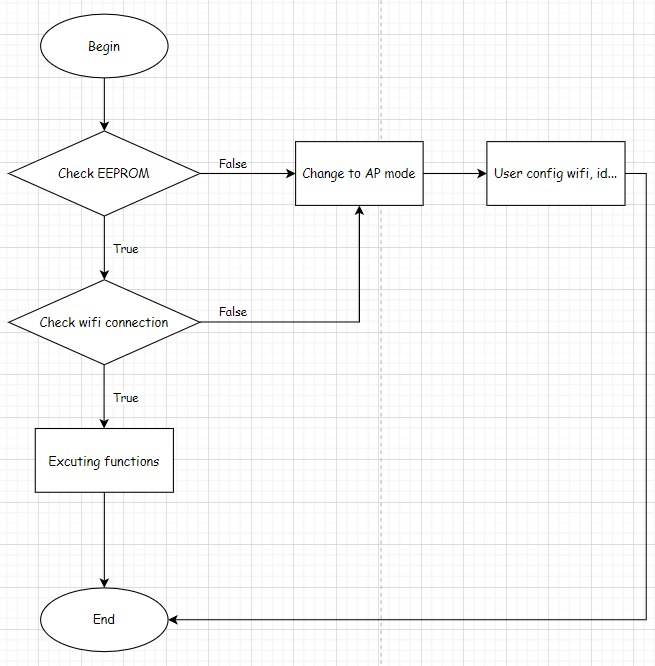 Begin
Check EEPROM
False
Change to AP mode
User config wifi, id...
True
Check wifi connection
False
True
Excuting functions
End